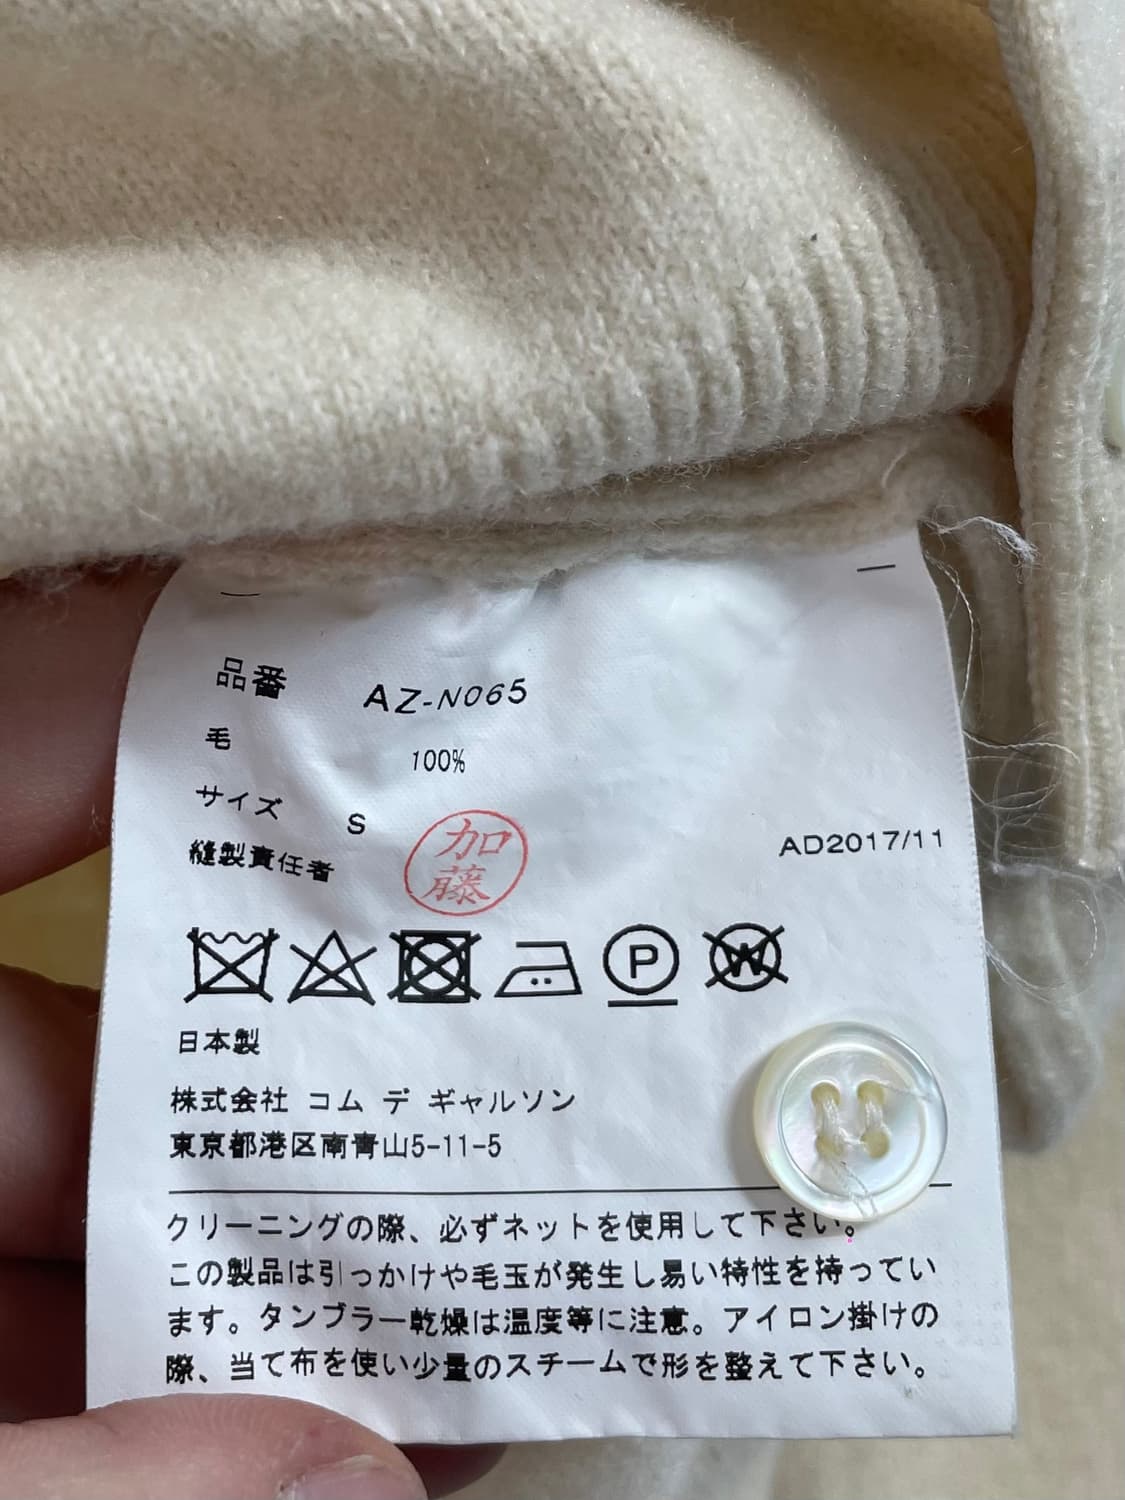 品番 AZ-N065
毛 100%
サイズ S
縫製責任者 加藤
AD2017/11
P
W
日本製
株式会社 コム デ ギャルソン
東京都港区南青山5-11-5
クリーニングの際、必ずネットを使用して下さい。
この製品は引っかけや毛玉が発生し易い特性を持ってい
ます。タンブラー乾燥は温度等に注意。アイロン掛けの
際、当て布を使い少量のスチームで形を整えて下さい。